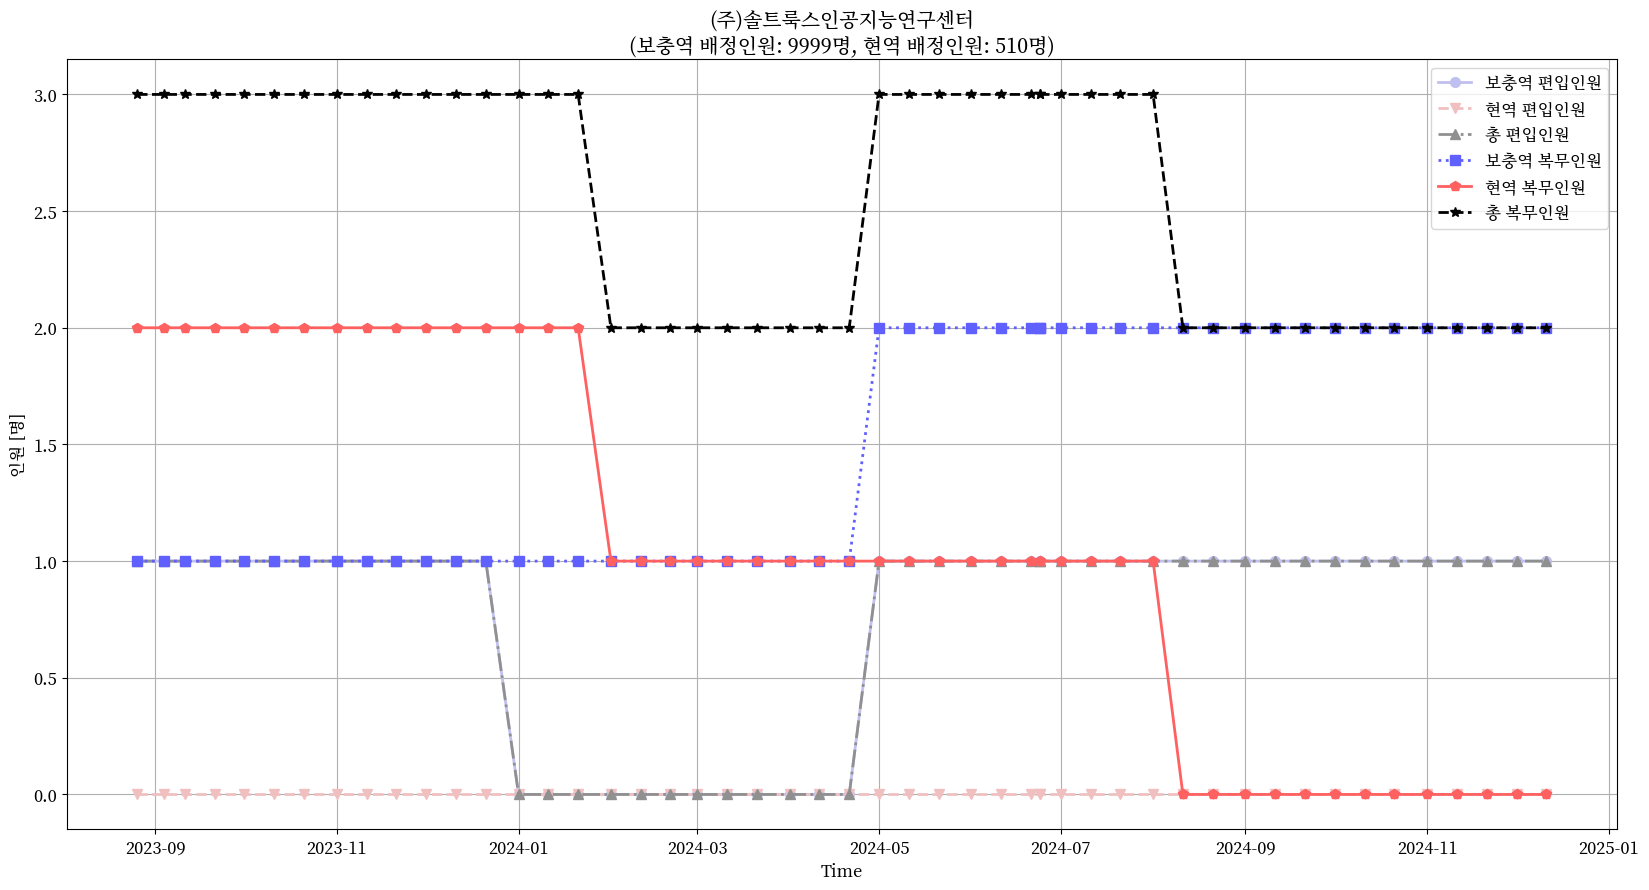 (주)솔트룩스인공지능연구센터
(보충역 배정인원: 9999명, 현역 배정인원: 510명)
보충역 편입인원
현역 편입인원
총 편입인원
보충역 복무인원
현역 복무인원
총 복무인원
인원 [명]
3.0
2.5
2.0
1.5
1.0
0.5
0.0
2023-09
2023-11
2024-01
2024-03
2024-05
2024-07
2024-09
2024-11
2025-01
Time